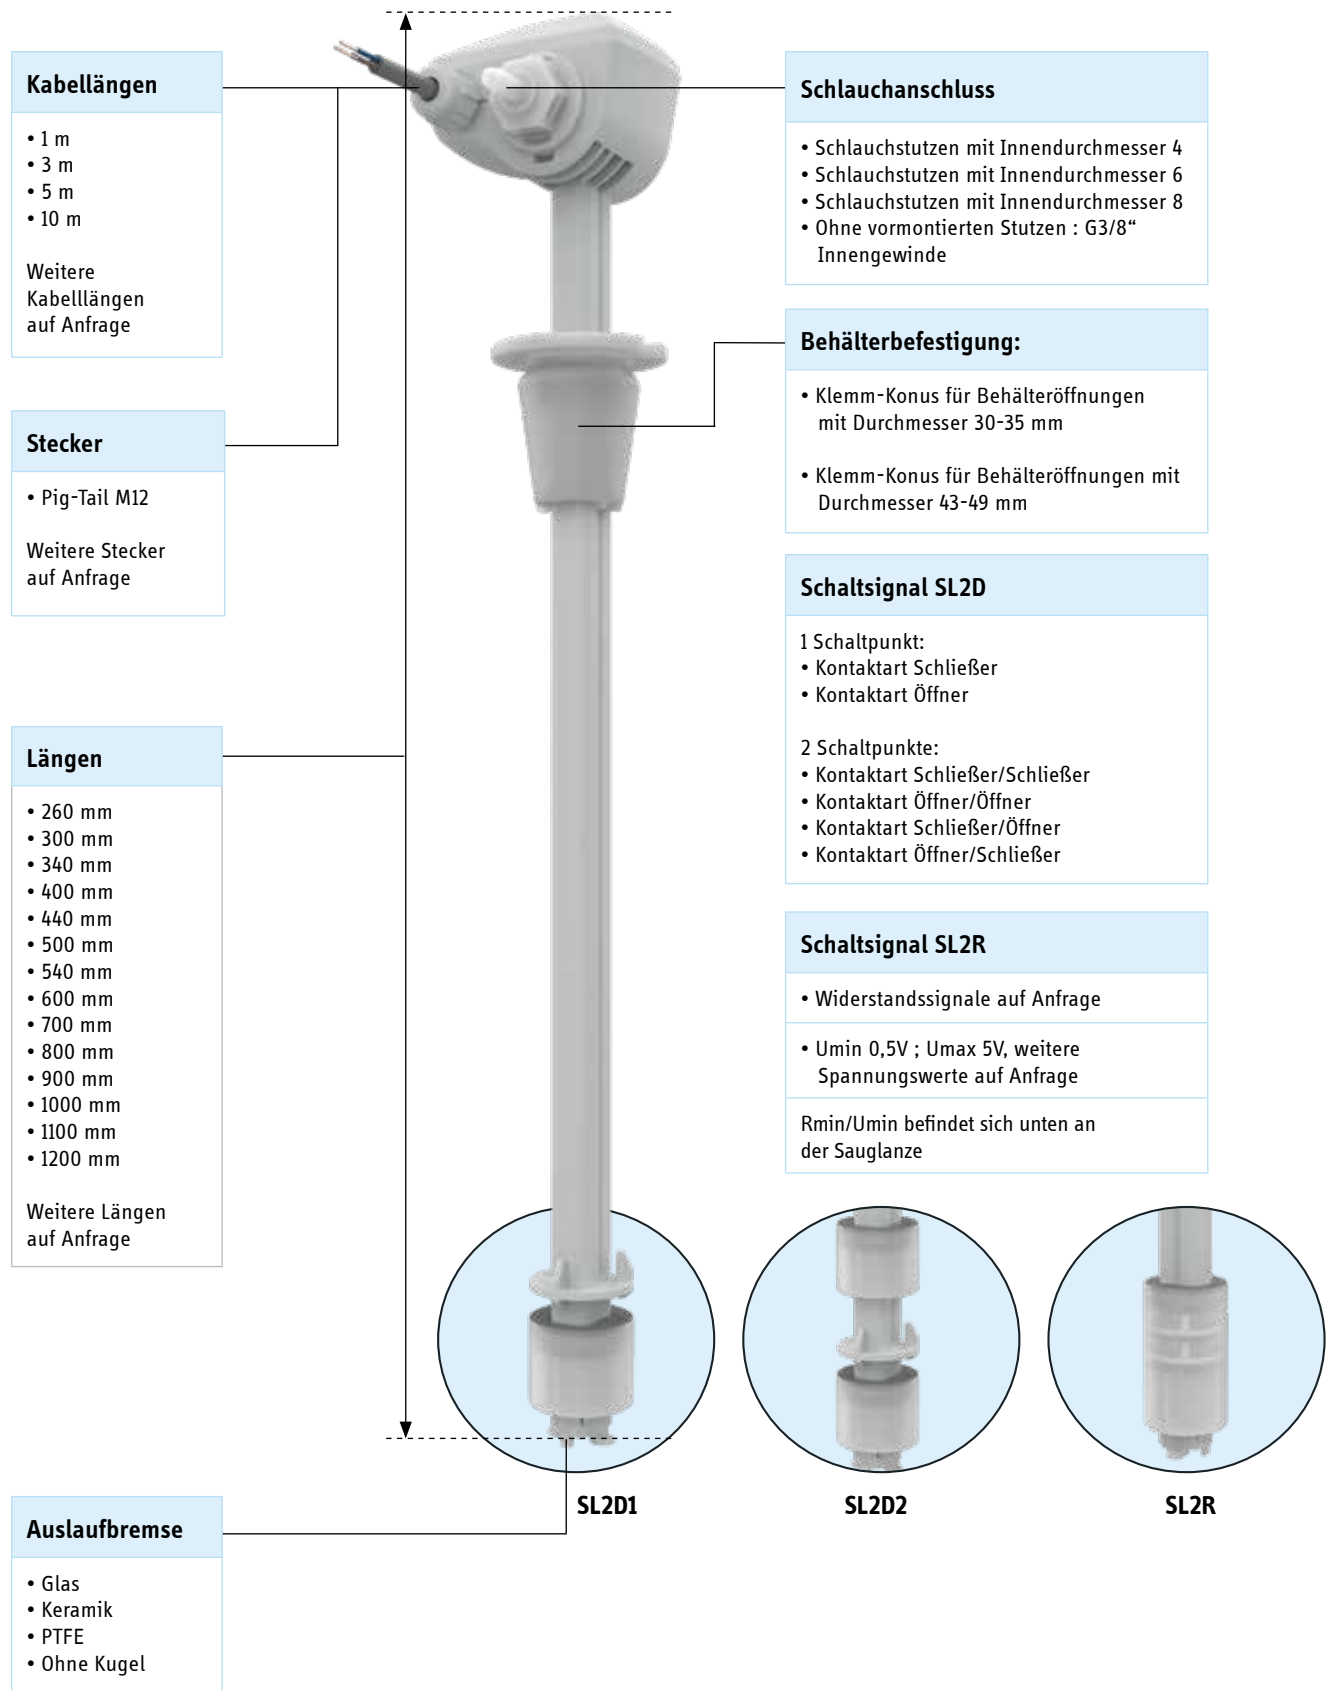 Kabellängen
• 1 m
• 3 m
• 5 m
• 10 m
Weitere
Kabelllängen
auf Anfrage
Stecker
• Pig-Tail M12
Weitere Stecker
auf Anfrage
Längen
• 260 mm
• 300 mm
• 340 mm
• 400 mm
• 440 mm
• 500 mm
• 540 mm
• 600 mm
• 700 mm
• 800 mm
• 900 mm
• 1000 mm
• 1100 mm
• 1200 mm
Weitere Längen
auf Anfrage
Auslaufbremse
• Glas
• Keramik
• PTFE
• Ohne Kugel
Schlauchanschluss
• Schlauchstutzen mit Innendurchmesser 4
• Schlauchstutzen mit Innendurchmesser 6
• Schlauchstutzen mit Innendurchmesser 8
• Ohne vormontierten Stutzen : G3/8“
Innengewinde
Behälterbefestigung:
• Klemm-Konus für Behälteröffnungen
mit Durchmesser 30-35 mm
• Klemm-Konus für Behälteröffnungen mit
Durchmesser 43-49 mm
Schaltsignal SL2D
1 Schaltpunkt:
• Kontaktart Schließer
• Kontaktart Öffner
2 Schaltpunkte:
• Kontaktart Schließer/Schließer
• Kontaktart Öffner/Öffner
• Kontaktart Schließer/Öffner
• Kontaktart Öffner/Schließer
Schaltsignal SL2R
• Widerstandssignale auf Anfrage
• Umin 0,5V ; Umax 5V, weitere
Spannungswerte auf Anfrage
Rmin/Umin befindet sich unten an
der Sauglanze
SL2D1
SL2D2
SL2R